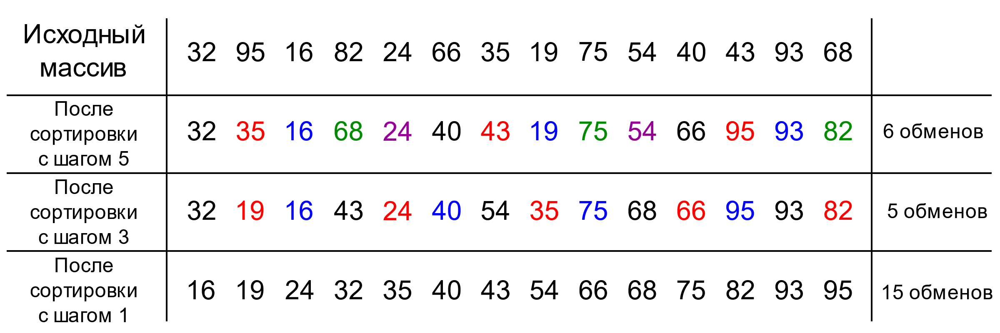 Исходный
массив
32 95 16 82 24 66 35 19 75 54 40 43 93 68
После
сортировки
с шагом 5
32 35 16 68 24 40 43 19 75 54 66 95 93 82
6 обменов
После
сортировки
с шагом 3
32 19 16 43 24 40 54 35 75 68 66 95 93 82
5 обменов
После
сортировки
с шагом 1
16 19 24 32 35 40 43 54 66 68 75 82 93 95
15 обменов